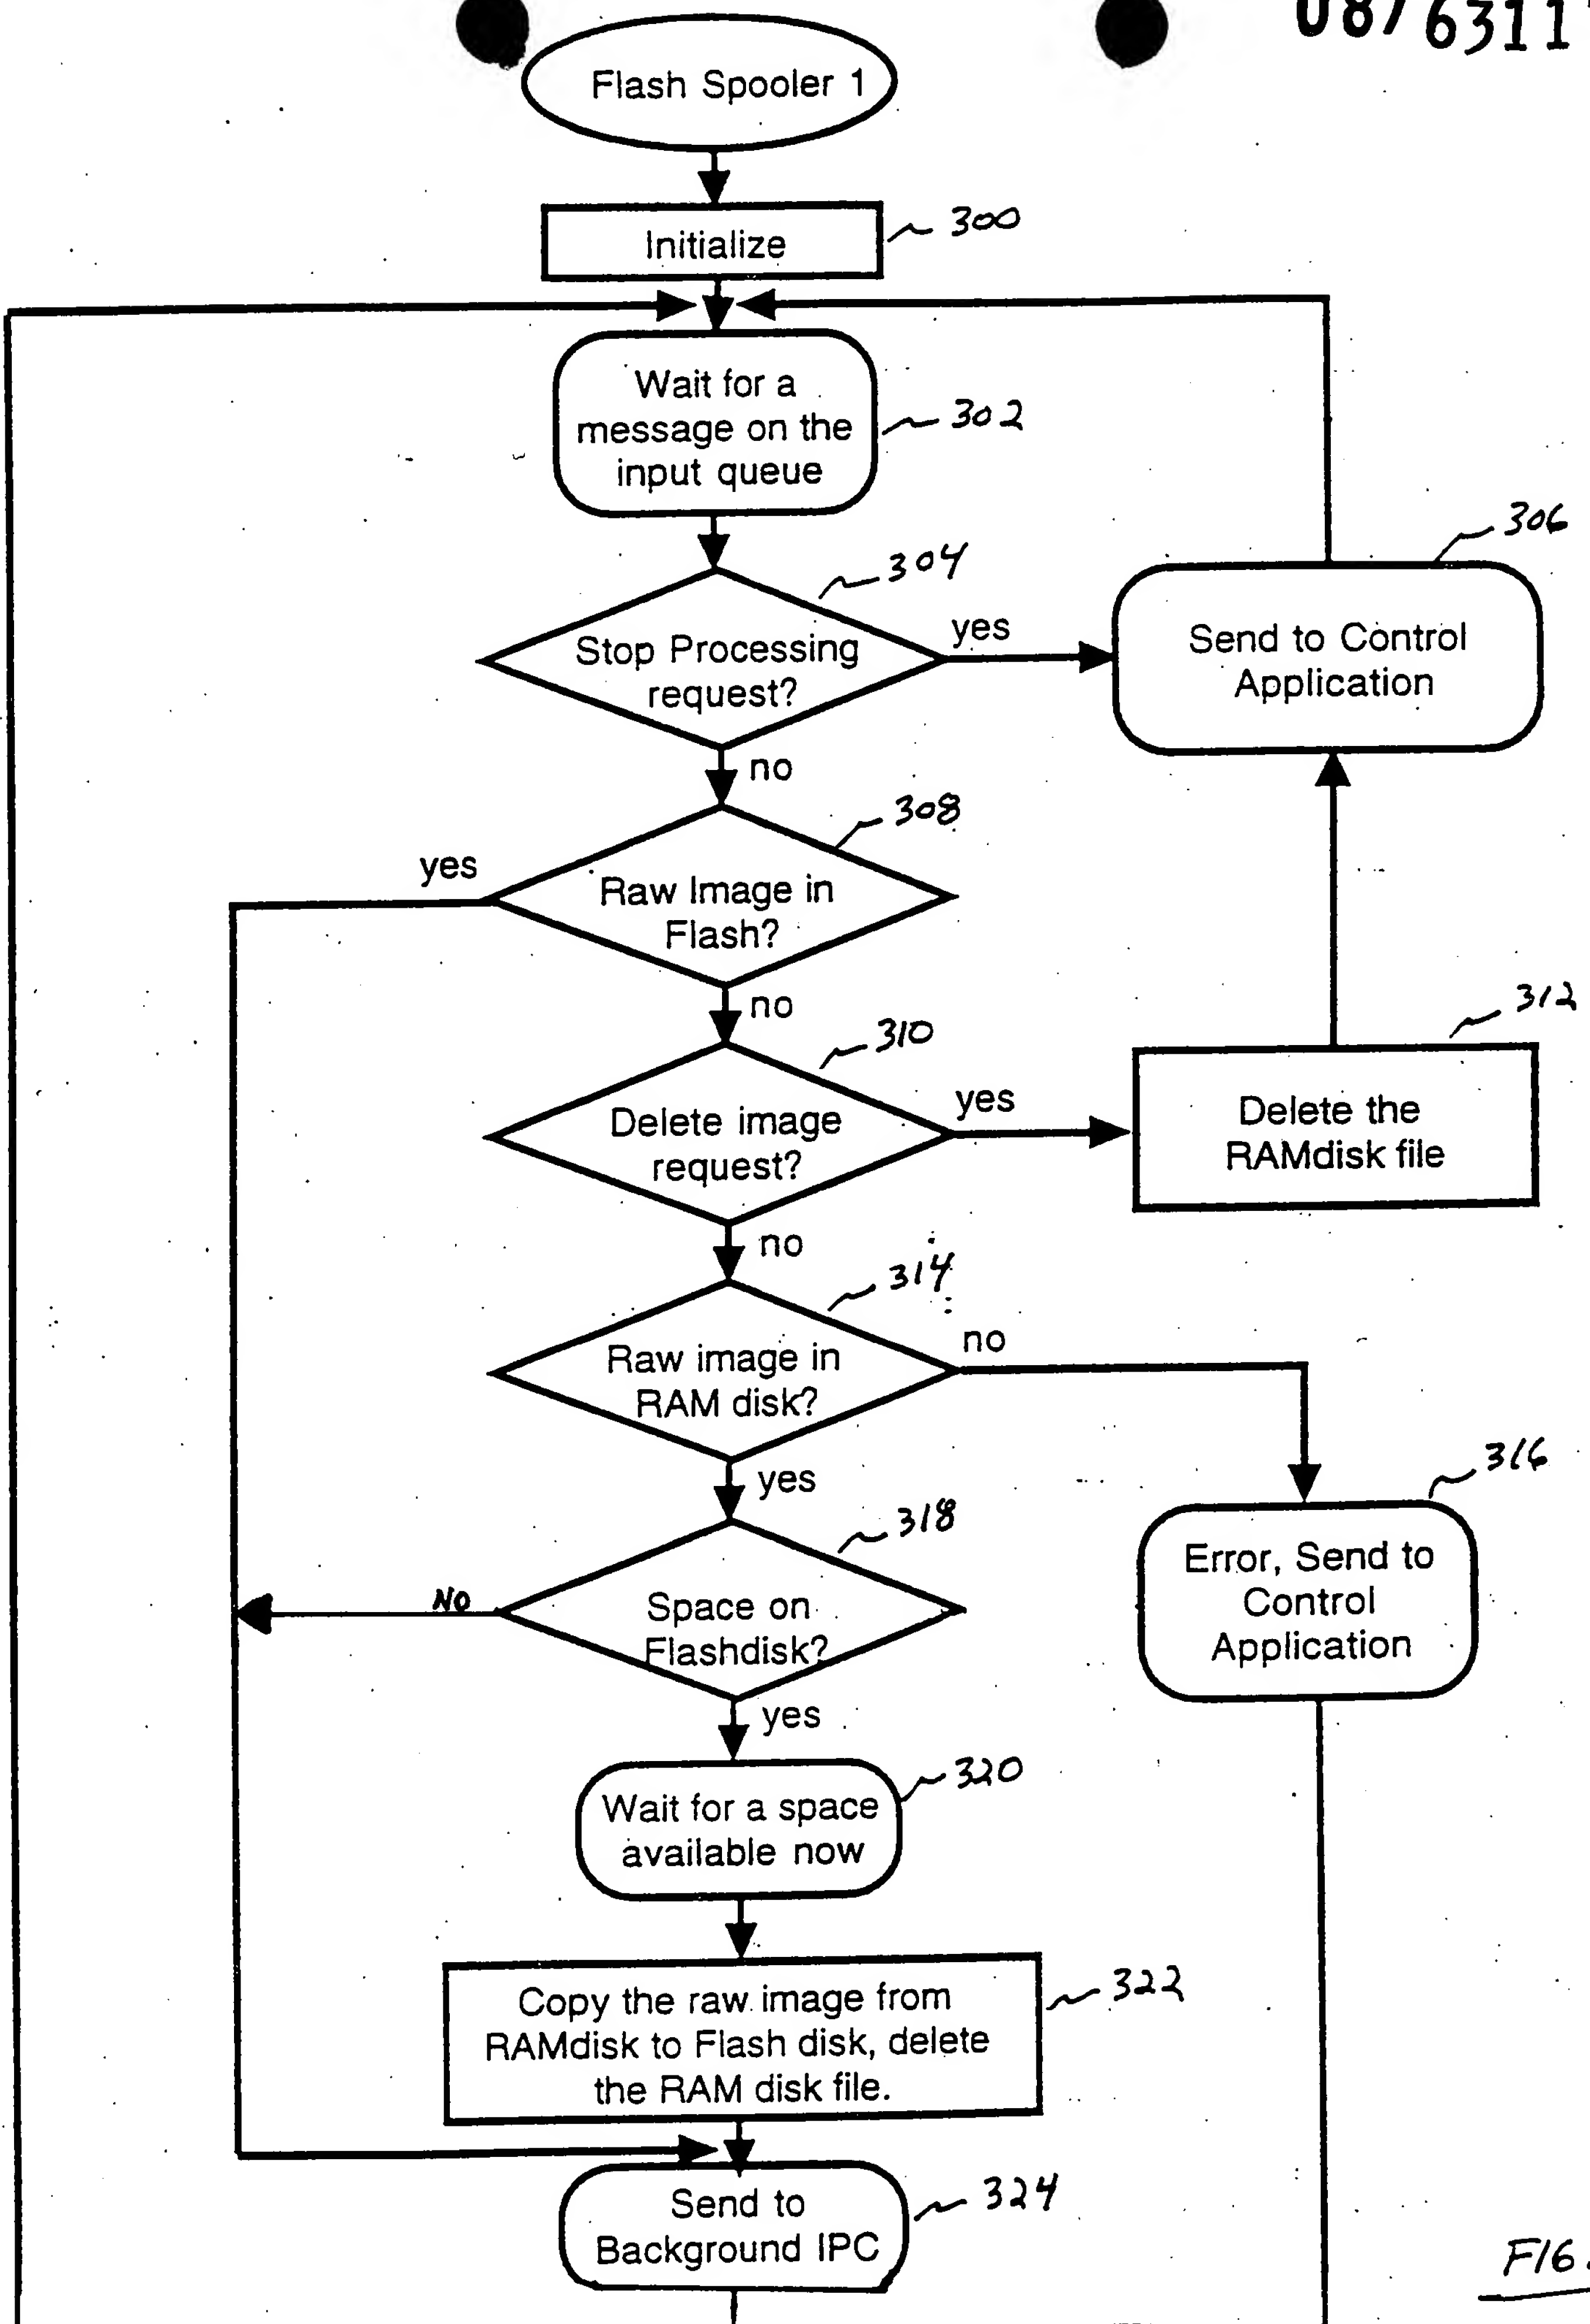 Flash Spooler 1
Initialize
300
Wait for a
message on the
input queue
302
304
Stop Processing
request?
yes
306
Send to Control
Application
no
308
yes
Raw Image in
Flash?
no
310
312
Delete image
request?
yes
Delete the
RAMdisk file
no
314
Raw image in
RAM disk?
no
yes
316
318
Error, Send to
Control
Application
NO
Space on
Flashdisk?
yes
320
Wait for a space
available now
322
Copy the raw image from
RAMdisk to Flash disk, delete
the RAM disk file.
324
Send to
Background IPC
FIG.